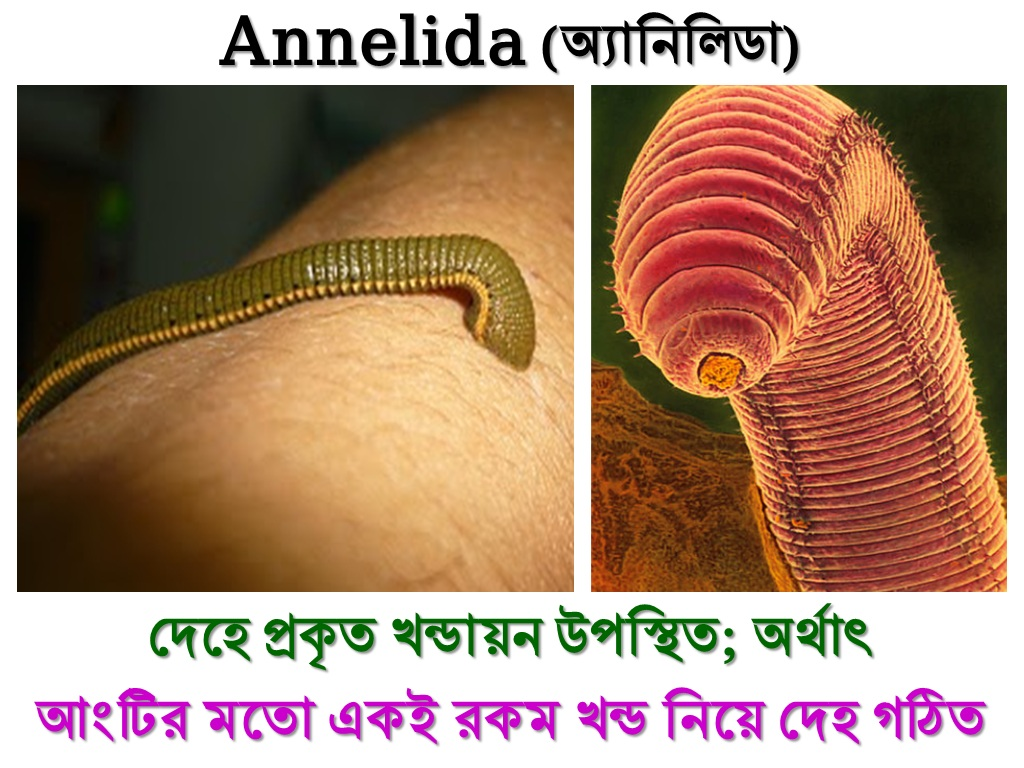 Annelida (অ্যানিলিডা)
দেহে প্রকৃত খন্ডায়ন উপস্থিত; অর্থাৎ
আংটির মতো একই রকম খন্ড নিয়ে দেহ গঠিত